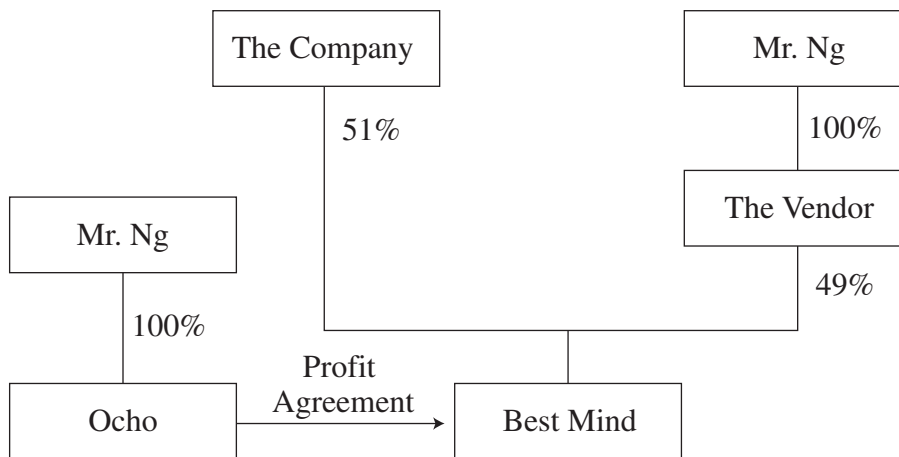 The Company
Mr. Ng
51%
100%
The Vendor
Mr. Ng
49%
100%
Profit
Agreement
Ocho
Best Mind